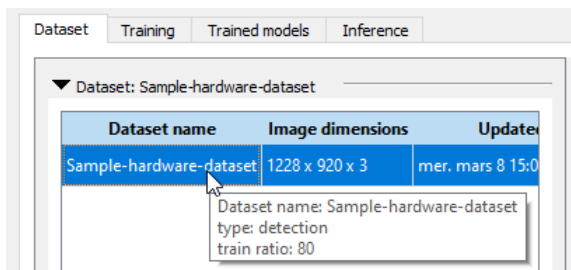 Dataset Training Trained models Inference
Dataset: Sample-hardware-dataset
Dataset name Image dimensions Updated
Sample-hardware-dataset 1228 x 920 x 3 mer. mars 8 15:0
Dataset name: Sample-hardware-dataset
type: detection
train ratio: 80